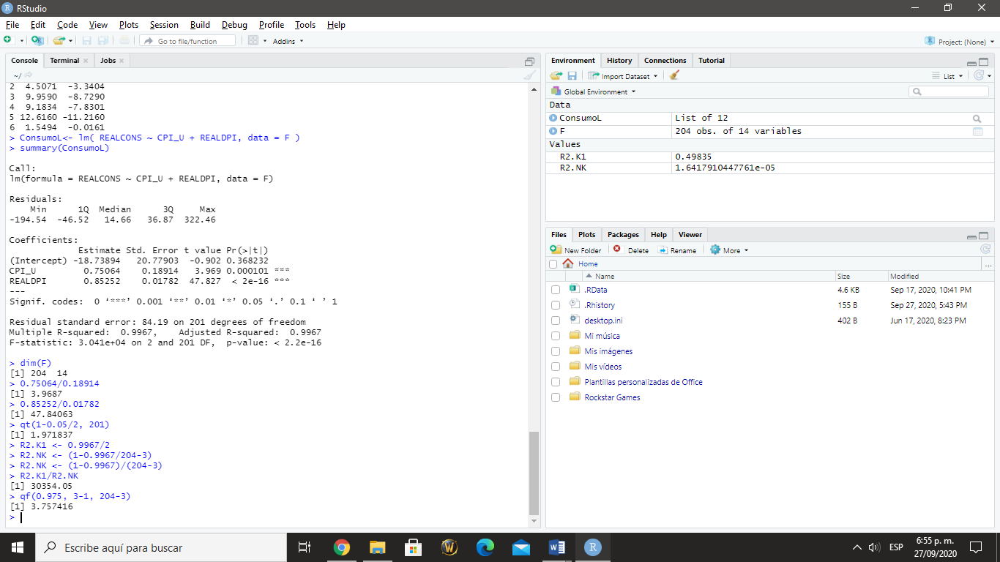 RStudio
File Edit Code View Plots Session Build Debug Profile Tools Help
Go to file/function Addins Project: (None)
Console Terminal Jobs
~/
2 4.5071 -3.3404
3 9.9590 -8.7290
4 9.1834 -7.8301
5 12.6160 -11.2160
6 1.5494 -0.0161
> ConsumoL<- lm( REALCONS ~ CPI_U + REALDPI, data = F )
> summary(ConsumoL)
Call:
lm(formula = REALCONS ~ CPI_U + REALDPI, data = F)
Residuals:
Min 1Q Median 3Q Max
-194.54 -46.52 14.66 36.87 322.46
Coefficients:
Estimate Std. Error t value Pr(>|t|)
(Intercept) -18.73894 20.77903 -0.902 0.368232
CPI_U 0.75064 0.18914 3.969 0.000101 ***
REALDPI 0.85252 0.01782 47.827 < 2e-16 ***
---
Signif. codes: 0 ‘***’ 0.001 ‘**’ 0.01 ‘*’ 0.05 ‘.’ 0.1 ‘ ’ 1
Residual standard error: 84.19 on 201 degrees of freedom
Multiple R-squared: 0.9967, Adjusted R-squared: 0.9967
F-statistic: 3.041e+04 on 2 and 201 DF, p-value: < 2.2e-16
> dim(F)
[1] 204 14
> 0.75064/0.18914
[1] 3.9687
> 0.85252/0.01782
[1] 47.84063
> qt(1-0.05/2, 201)
[1] 1.971837
> R2.K1 <- 0.9967/2
> R2.NK <- (1-0.9967/204-3)
> R2.NK <- (1-0.9967)/(204-3)
> R2.K1/R2.NK
[1] 30354.05
> qf(0.975, 3-1, 204-3)
[1] 3.757416
>
Environment History Connections Tutorial
Import Dataset List
Global Environment
Data
ConsumoL List of 12
F 204 obs. of 14 variables
Values
R2.K1 0.49835
R2.NK 1.6417910447761e-05
Files Plots Packages Help Viewer
New Folder Delete Rename More
Home ...
Name Size Modified
.RData 4.6 KB Sep 17, 2020, 10:41 PM
.Rhistory 155 B Sep 27, 2020, 5:43 PM
desktop.ini 402 B Jun 17, 2020, 8:23 PM
Mi música
Mis imágenes
Mis vídeos
Plantillas personalizadas de Office
Rockstar Games
Escribe aquí para buscar
ESP
6:55 p. m.
27/09/2020